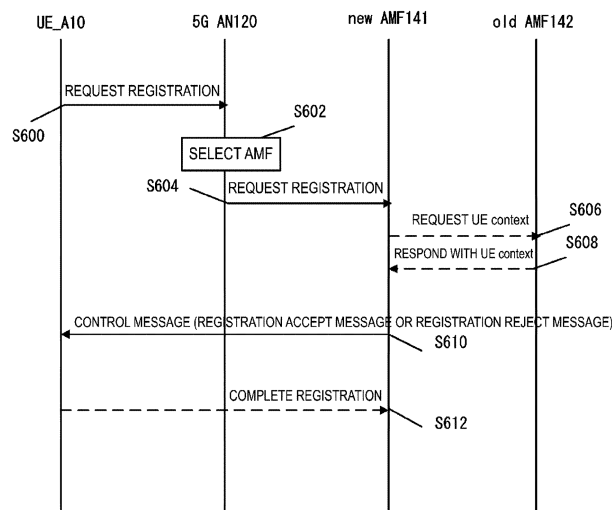 UE_A10
5G AN120
new AMF141
old AMF142
REQUEST REGISTRATION
S600
S602
SELECT AMF
S604
REQUEST REGISTRATION
REQUEST UE context
S606
RESPOND WITH UE context
S608
CONTROL MESSAGE (REGISTRATION ACCEPT MESSAGE OR REGISTRATION REJECT MESSAGE)
S610
COMPLETE REGISTRATION
S612